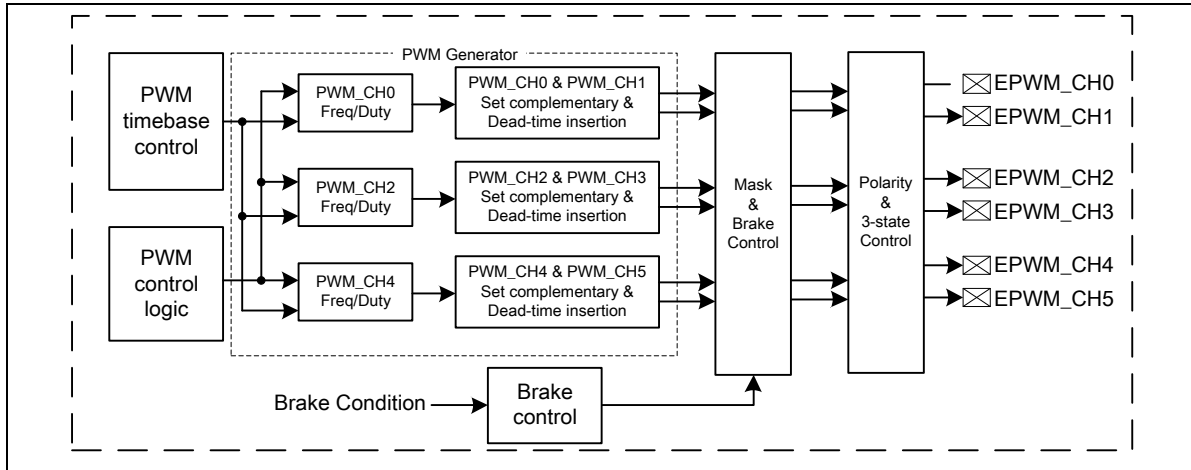 PWM Generator
PWM
timebase
control
PWM_CH0
Freq/Duty
PWM_CH0 & PWM_CH1
Set complementary &
Dead-time insertion
PWM_CH2
Freq/Duty
PWM_CH2 & PWM_CH3
Set complementary &
Dead-time insertion
PWM
control
logic
PWM_CH4
Freq/Duty
PWM_CH4 & PWM_CH5
Set complementary &
Dead-time insertion
Mask
&
Brake
Control
Polarity
&
3-state
Control
EPWM_CH0
EPWM_CH1
EPWM_CH2
EPWM_CH3
EPWM_CH4
EPWM_CH5
Brake Condition
Brake
control